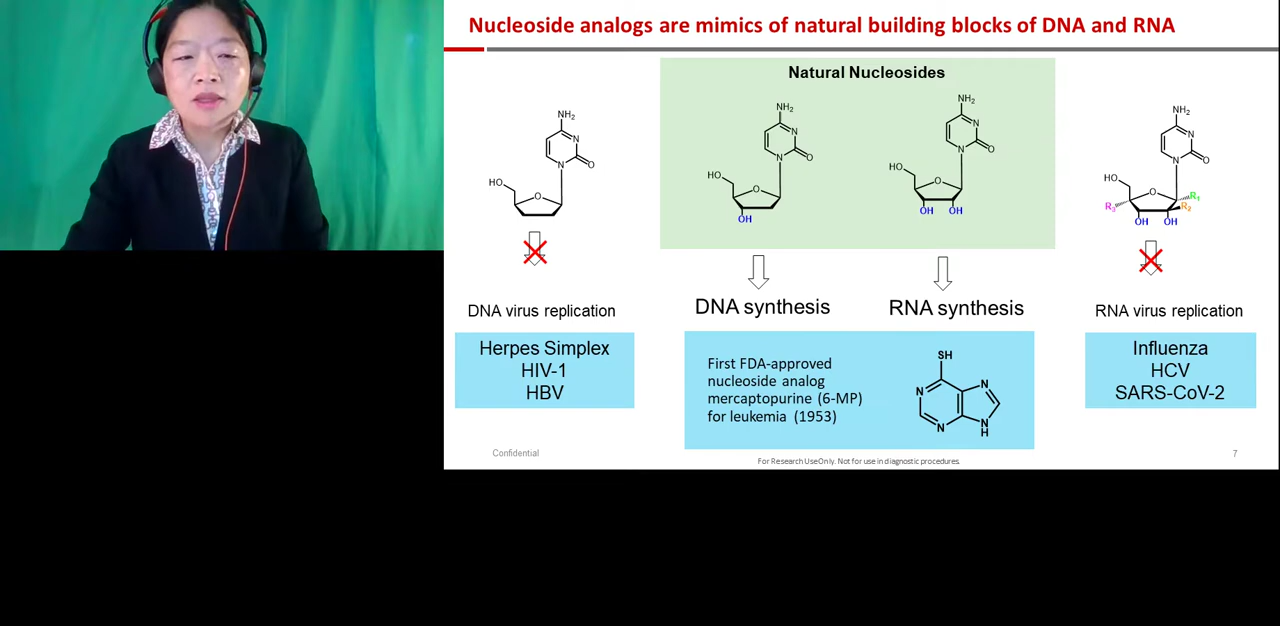 Nucleoside analogs are mimics of natural building blocks of DNA and RNA
Natural Nucleosides
NH2
N
N
O
HO
O
NH2
N
N
O
HO
O
OH
NH2
N
N
O
HO
O
OH
OH
NH2
N
N
O
HO
O
R1
R2
R3
OH
OH
DNA virus replication
DNA synthesis
RNA synthesis
RNA virus replication
Herpes Simplex
HIV-1
HBV
First FDA-approved
nucleoside analog
mercaptopurine (6-MP)
for leukemia (1953)
SH
N
N
N
N
H
Influenza
HCV
SARS-CoV-2
Confidential
For Research UseOnly. Not for use in diagnostic procedures.
7